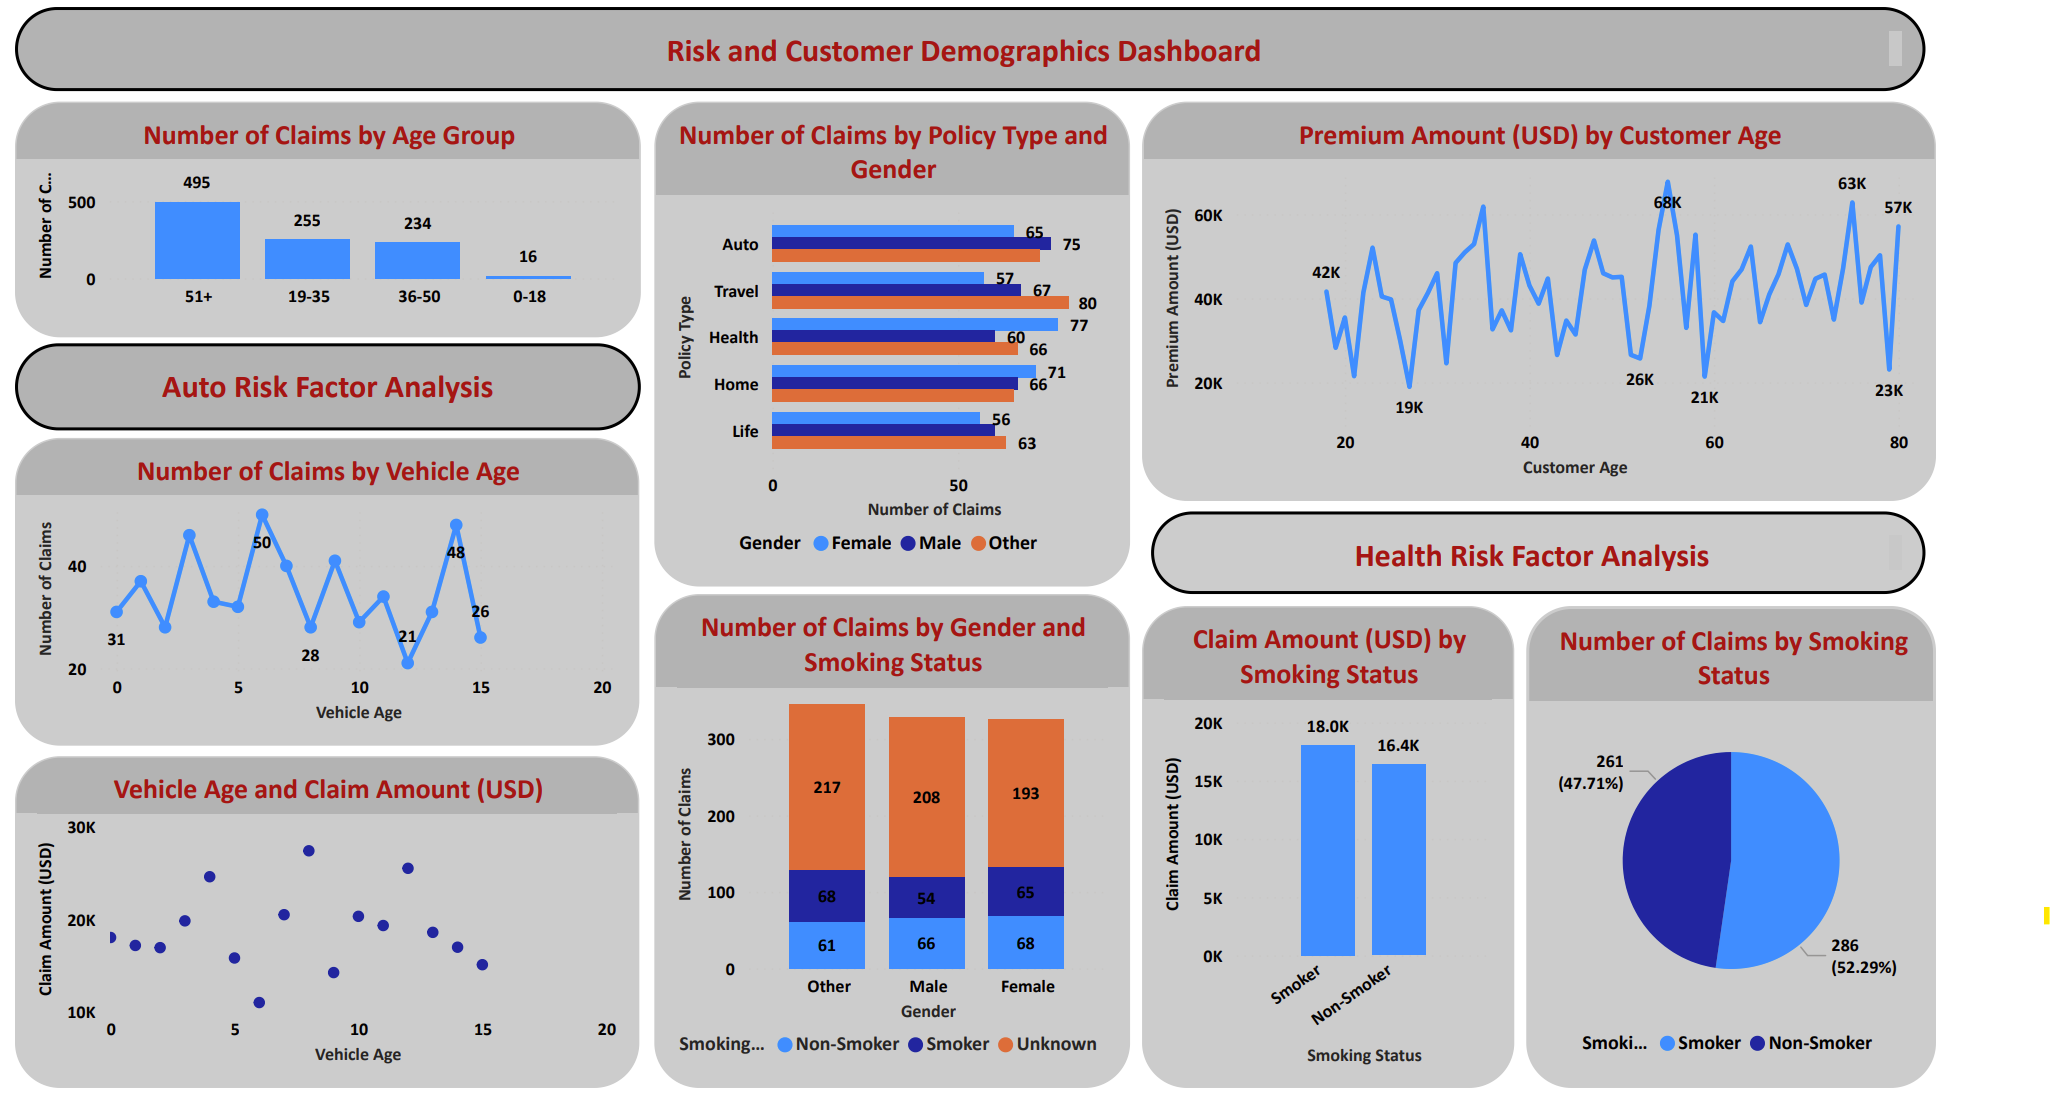 Risk and Customer Demographics Dashboard
Number of Claims by Age Group
Number of C...
500
0
495
255
234
16
51+
19-35
36-50
0-18
Auto Risk Factor Analysis
Number of Claims by Vehicle Age
Number of Claims
40
20
31
50
28
21
48
26
0
5
10
15
20
Vehicle Age
Vehicle Age and Claim Amount (USD)
Claim Amount (USD)
30K
20K
10K
0
5
10
15
20
Vehicle Age
Number of Claims by Policy Type and
Gender
Policy Type
Auto
65
75
Travel
57
67
80
Health
77
60
66
Home
71
66
Life
56
63
0
50
Number of Claims
Gender
Female
Male
Other
Number of Claims by Gender and
Smoking Status
Number of Claims
300
200
100
0
217
208
193
68
54
65
61
66
68
Other
Male
Female
Gender
Smoking...
Non-Smoker
Smoker
Unknown
Premium Amount (USD) by Customer Age
Premium Amount (USD)
60K
40K
20K
42K
19K
68K
26K
21K
63K
23K
57K
20
40
60
80
Customer Age
Health Risk Factor Analysis
Claim Amount (USD) by
Smoking Status
Claim Amount (USD)
20K
15K
10K
5K
0K
18.0K
16.4K
Smoker
Non-Smoker
Smoking Status
Number of Claims by Smoking
Status
261
(47.71%)
286
(52.29%)
Smoki...
Smoker
Non-Smoker